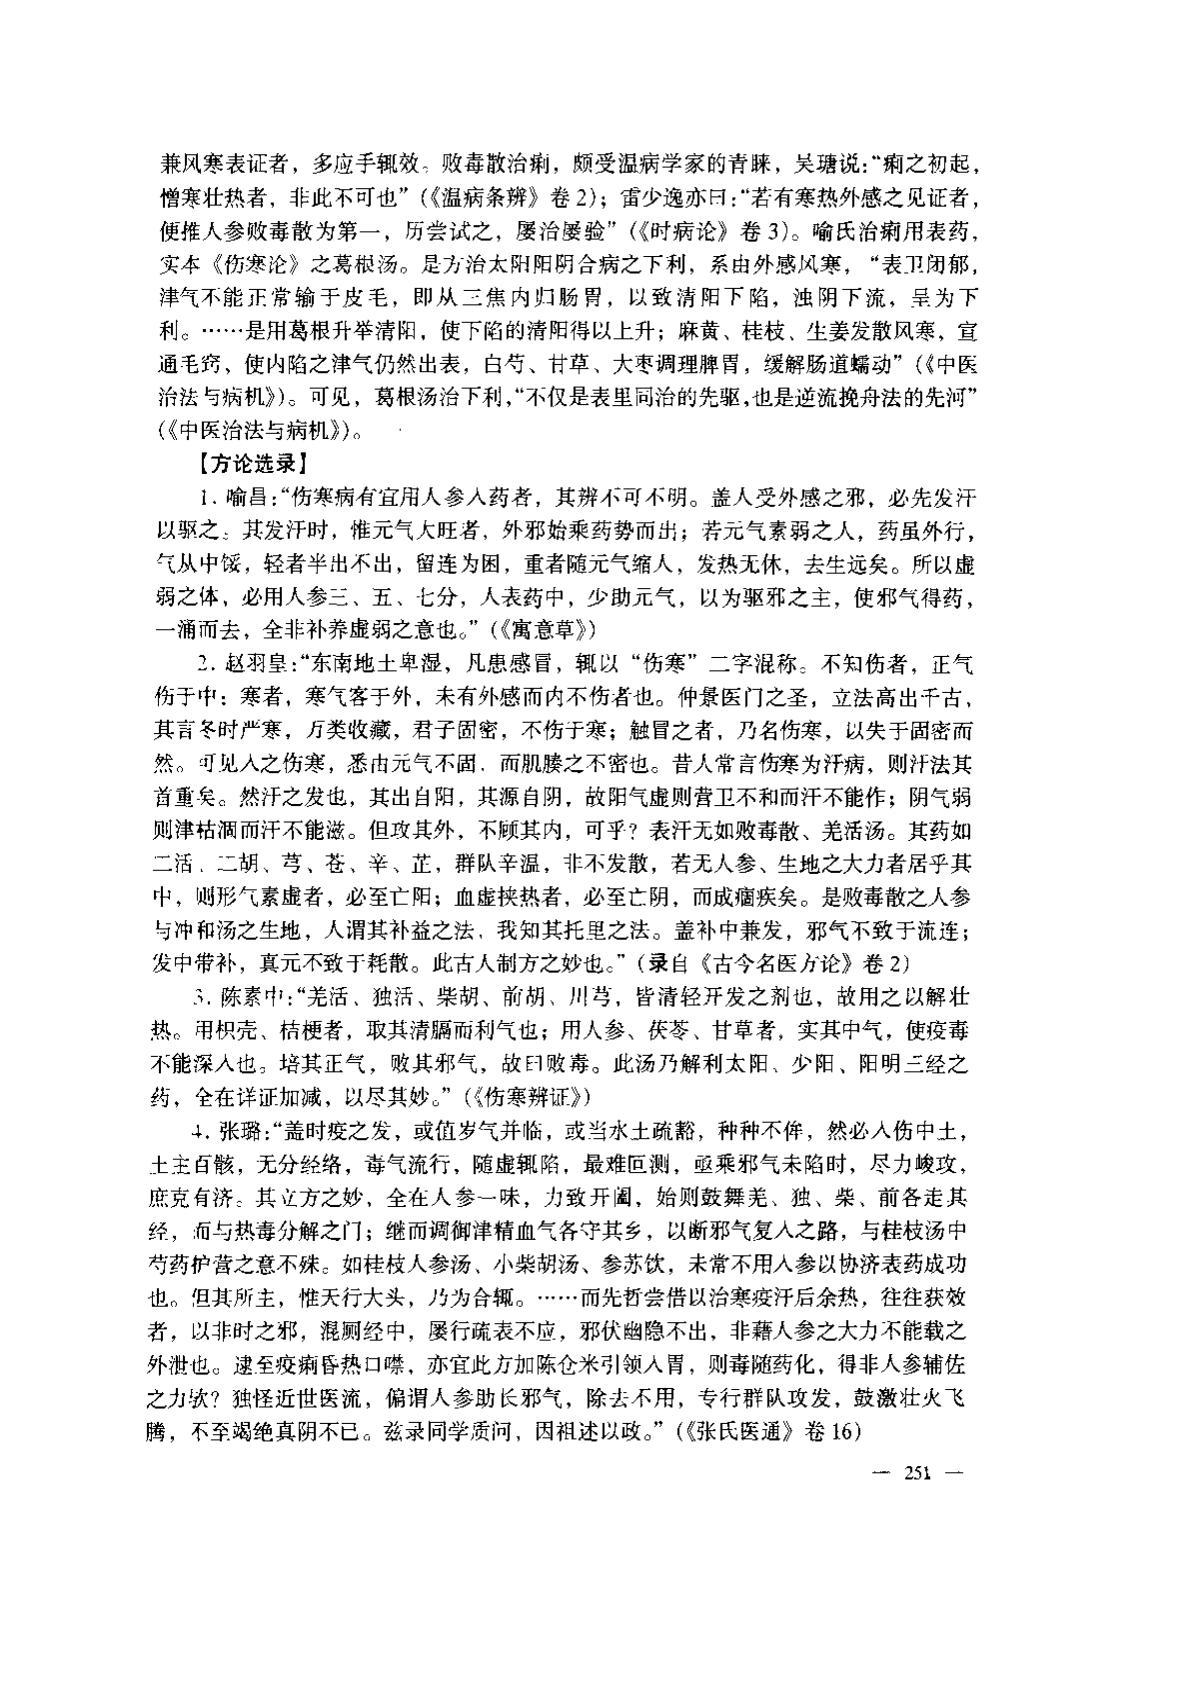 兼风寒表证者，多应手辄效。败毒散治痢，颇受温病学家的青睐，吴瑭说：“痢之初起，
憎寒壮热者，非此不可也”（《温病条辨》卷2）；雷少逸亦曰：“若有寒热外感之见证者，
便推人参败毒散为第一，历尝试之，屡治屡验”（《时病论》卷3）。喻氏治痢用表药，
实本《伤寒论》之葛根汤。是方治太阳阳阴合病之下利，系由外感风寒，“表卫闭郁，
津气不能正常输于皮毛，即从三焦内归肠胃，以致清阳下陷，浊阴下流，呈为下
利。……是用葛根升举清阳，使下陷的清阳得以上升；麻黄、桂枝、生姜发散风寒，宣
通毛窍，使内陷之津气仍然出表，白芍、甘草、大枣调理脾胃，缓解肠道蠕动”（《中医
治法与病机》）。可见，葛根汤治下利，“不仅是表里同治的先驱，也是逆流挽舟法的先河”
（《中医治法与病机》）。
【方论选录】
1. 喻昌：“伤寒病有宜用人参入药者，其辨不可不明。盖人受外感之邪，必先发汗
以驱之。其发汗时，惟元气大旺者，外邪始乘药势而出；若元气素弱之人，药虽外行，
气从中馁，轻者半出不出，留连为困，重者随元气缩人，发热无休，去生远矣。所以虚
弱之体，必用人参三、五、七分，人表药中，少助元气，以为驱邪之主，使邪气得药，
一涌而去，全非补养虚弱之意也。”（《寓意草》）
2. 赵羽皇：“东南地土卑湿，凡患感冒，辄以“伤寒”二字混称。不知伤者，正气
伤于中：寒者，寒气客于外，未有外感而内不伤者也。仲景医门之圣，立法高出千古，
其言冬时严寒，万类收藏，君子固密，不伤于寒；触冒之者，乃名伤寒，以失于固密而
然。可见人之伤寒，悉由元气不固，而肌腠之不密也。昔人常言伤寒为汗病，则汗法其
首重矣。然汗之发也，其出自阳，其源自阴，故阳气虚则营卫不和而汗不能作；阴气弱
则津枯涸而汗不能滋。但攻其外，不顾其内，可乎？表汗无如败毒散、羌活汤。其药如
二活、二胡、芎、苍、辛、芷，群队辛温，非不发散，若无人参、生地之大力者居乎其
中，则形气素虚者，必至亡阳；血虚挟热者，必至亡阴，而成痼疾矣。是败毒散之人参
与冲和汤之生地，人谓其补益之法，我知其托里之法。盖补中兼发，邪气不致于流连；
发中带补，真元不致于耗散。此古人制方之妙也。”（录自《古今名医方论》卷2）
3. 陈素中：“羌活、独活、柴胡、前胡、川芎，皆清轻开发之剂也，故用之以解壮
热。用枳壳、桔梗者，取其清膈而利气也；用人参、茯苓、甘草者，实其中气，使疫毒
不能深入也。培其正气，败其邪气，故曰败毒。此汤乃解利太阳、少阳、阳明三经之
药，全在详证加减，以尽其妙。”（《伤寒辨证》）
4. 张璐：“盖时疫之发，或值岁气并临，或当水土疏豁，种种不侔，然必人伤中土，
土主百骸，无分经络，毒气流行，随虚辄陷，最难叵测，亟乘邪气未陷时，尽力峻攻，
庶克有济。其立方之妙，全在人参一味，力致开阖，始则鼓舞羌、独、柴、前各走其
经，而与热毒分解之门；继而调御津精血气各守其乡，以断邪气复入之路，与桂枝汤中
芍药护营之意不殊。如桂枝人参汤、小柴胡汤、参苏饮，未常不用人参以协济表药成功
也。但其所主，惟天行大头，乃为合辄。……而先哲尝借以治寒疫汗后余热，往往获效
者，以非时之邪，混厕经中，屡行疏表不应，邪伏幽隐不出，非藉人参之大力不能载之
外泄也。逮至疫痢昏热口噤，亦宜此方加陈仓米引领入胃，则毒随药化，得非人参辅佐
之力欤？独怪近世医流，偏谓人参助长邪气，除去不用，专行群队攻发，鼓激壮火飞
腾，不至竭绝真阴不已。兹录同学质问，因祖述以政。”（《张氏医通》卷16）
— 251 —